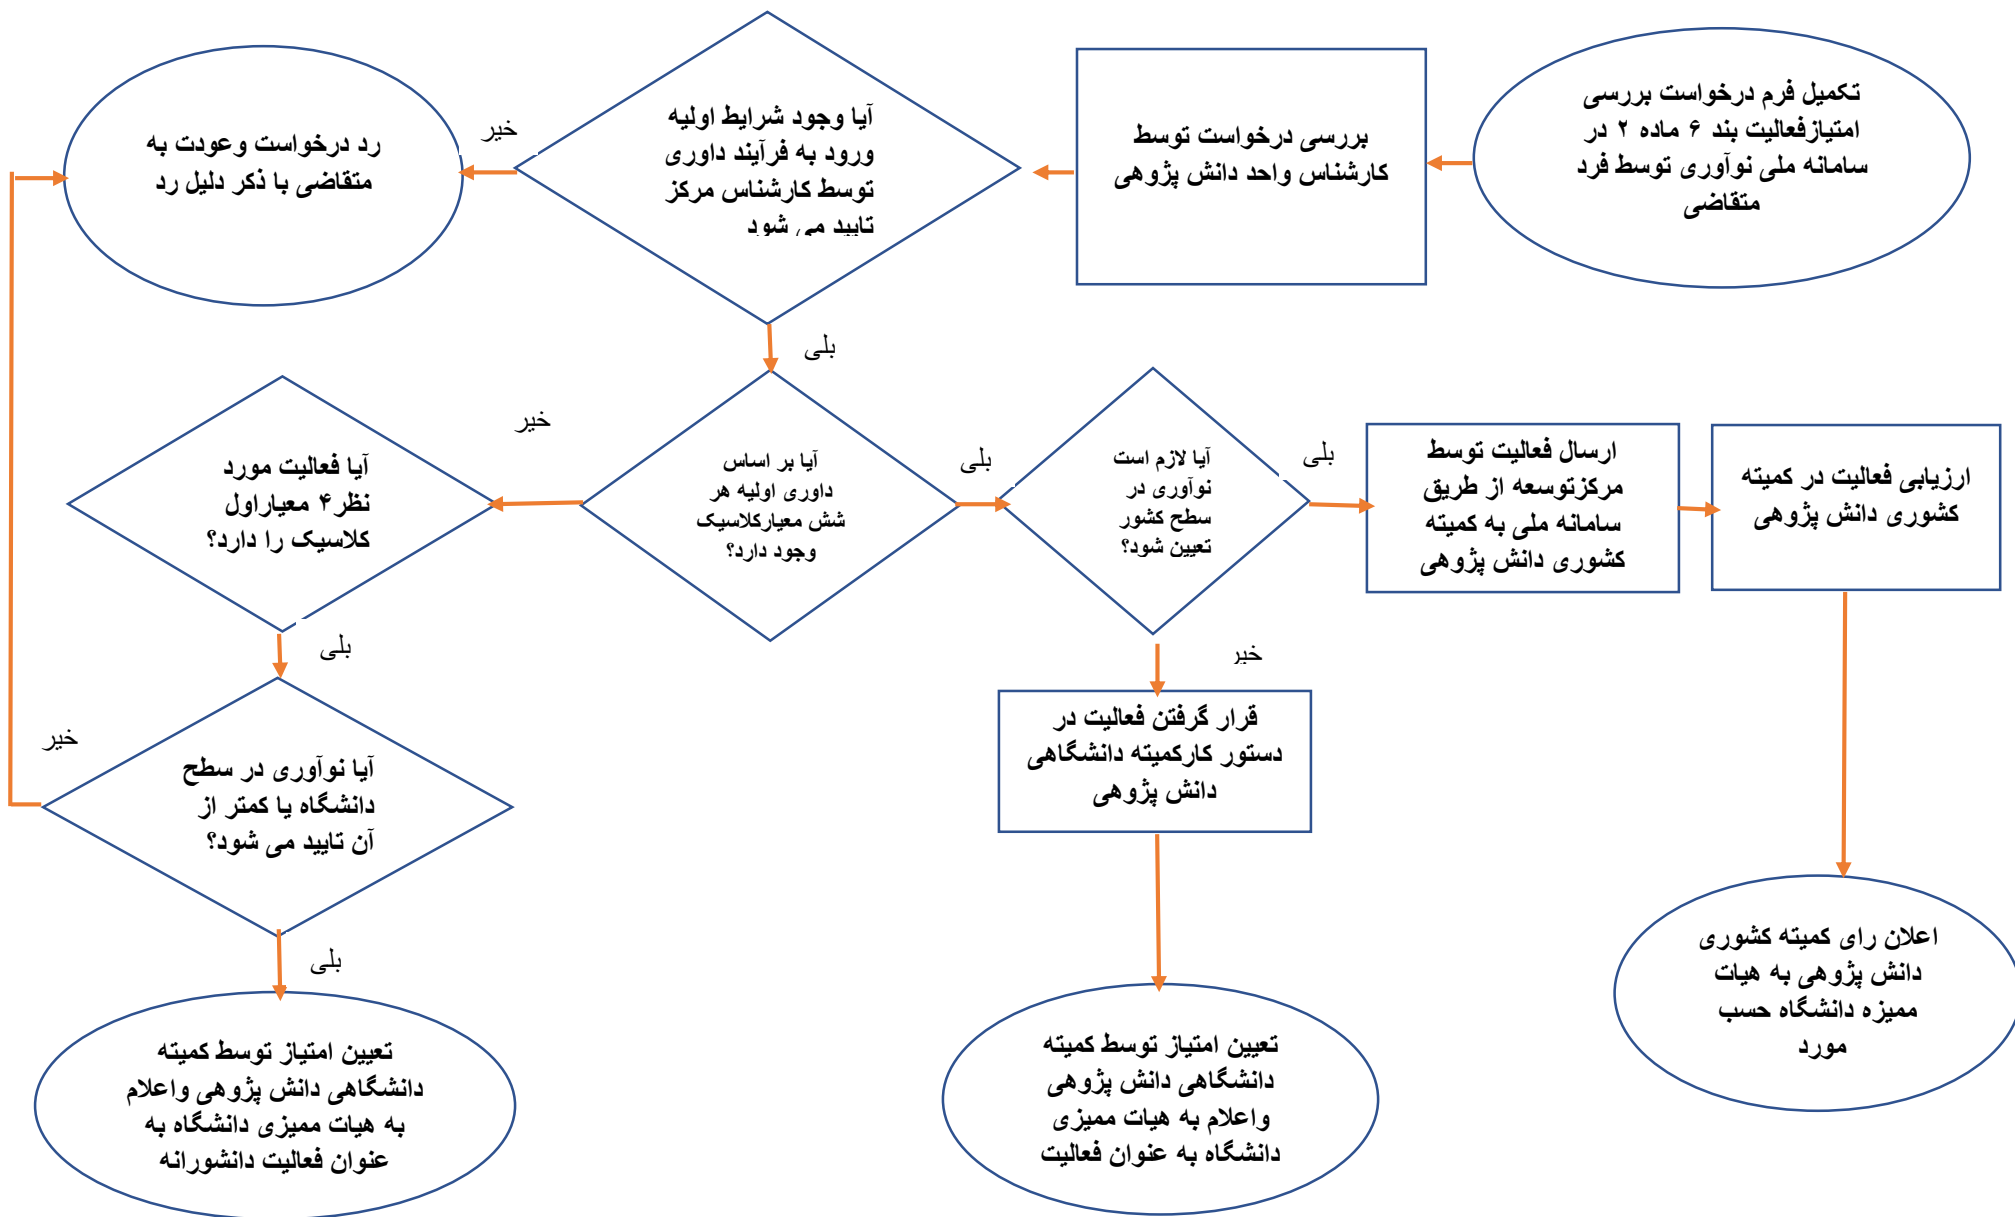 تکمیل فرم درخواست بررسی
امتیازفعالیت بند ۶ ماده ۲ در
سامانه ملی نوآوری توسط فرد
متقاضی
بررسی درخواست توسط
کارشناس واحد دانش پژوهی
آیا وجود شرایط اولیه
ورود به فرآیند داوری
توسط کارشناس مرکز
تایید می شود
خیر
رد درخواست وعودت به
متقاضی با ذکر دلیل رد
بلی
آیا بر اساس
داوری اولیه هر
شش معیارکلاسیک
وجود دارد؟
خیر
آیا فعالیت مورد
نظر۴ معیاراول
کلاسیک را دارد؟
بلی
آیا لازم است
نوآوری در
سطح کشور
تعیین شود؟
بلی
ارسال فعالیت توسط
مرکزتوسعه از طریق
سامانه ملی به کمیته
کشوری دانش پژوهی
ارزیابی فعالیت در کمیته
کشوری دانش پژوهی
بلی
خیر
قرار گرفتن فعالیت در
دستور کارکمیته دانشگاهی
دانش پژوهی
خیر
آیا نوآوری در سطح
دانشگاه یا کمتر از
آن تایید می شود؟
بلی
اعلان رای کمیته کشوری
دانش پژوهی به هیات
ممیزه دانشگاه حسب
مورد
تعیین امتیاز توسط کمیته
دانشگاهی دانش پژوهی
واعلام به هیات ممیزی
دانشگاه به عنوان فعالیت
تعیین امتیاز توسط کمیته
دانشگاهی دانش پژوهی واعلام
به هیات ممیزی دانشگاه به
عنوان فعالیت دانشورانه